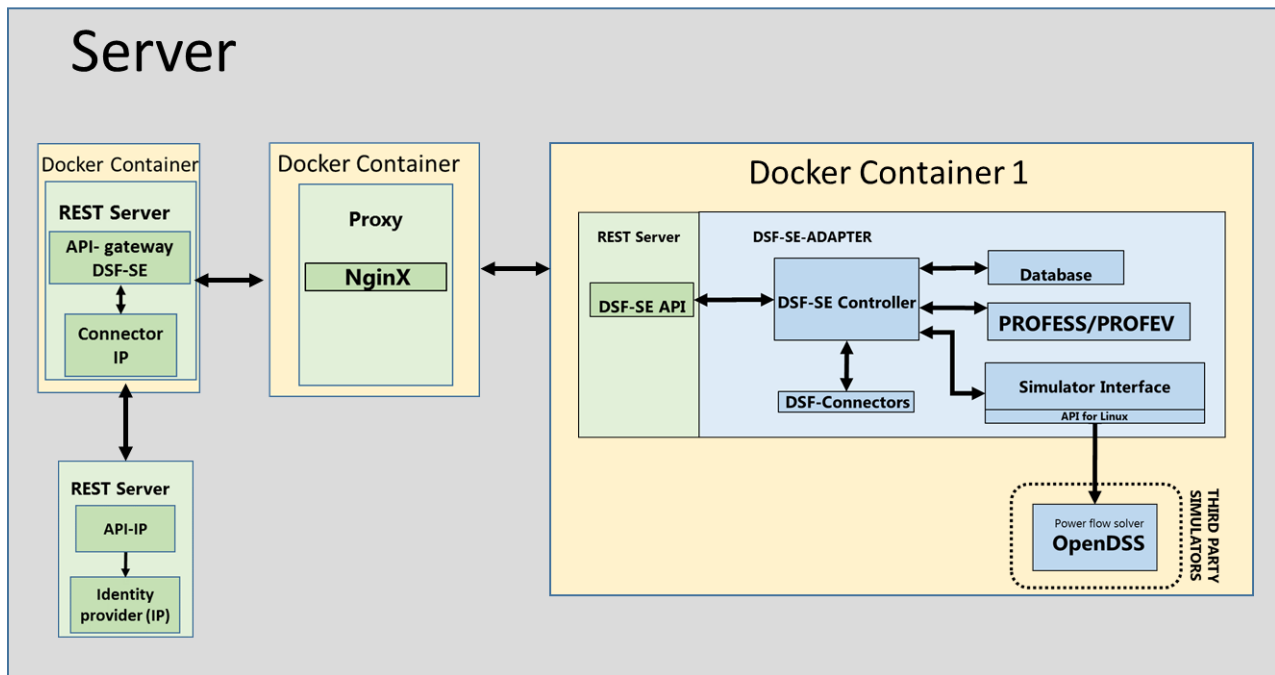 Server
Docker Container
REST Server
API- gateway
DSF-SE
Connector
IP
REST Server
API-IP
Identity
provider (IP)
Docker Container
Proxy
NginX
Docker Container 1
REST Server
DSF-SE API
DSF-SE-ADAPTER
DSF-SE Controller
DSF-Connectors
Database
PROFESS/PROFEV
Simulator Interface
API for Linux
Power flow solver
OpenDSS
THIRD PARTY
SIMULATORS